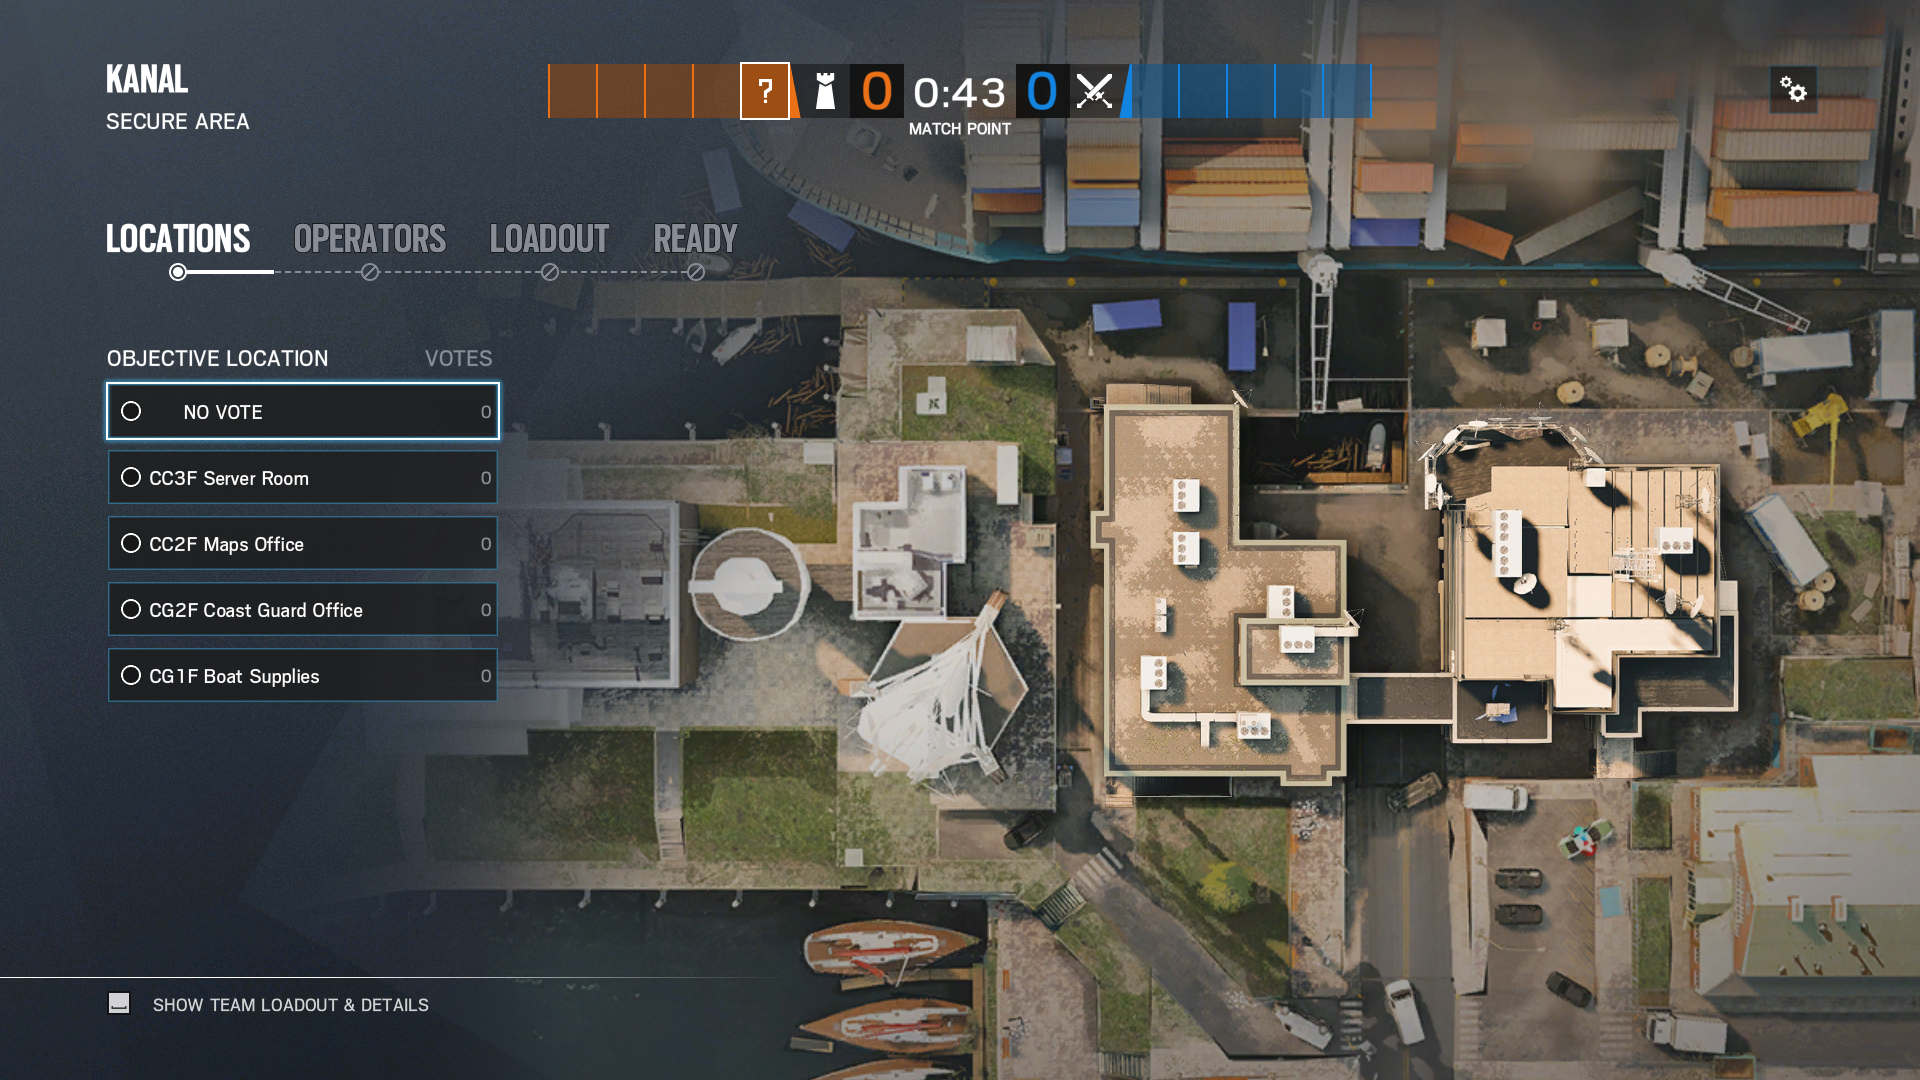 KANAL
SECURE AREA
? 0 0:43 0
MATCH POINT
LOCATIONS OPERATORS LOADOUT READY
OBJECTIVE LOCATION VOTES
NO VOTE 0
CC3F Server Room 0
CC2F Maps Office 0
CG2F Coast Guard Office 0
CG1F Boat Supplies 0
SHOW TEAM LOADOUT & DETAILS